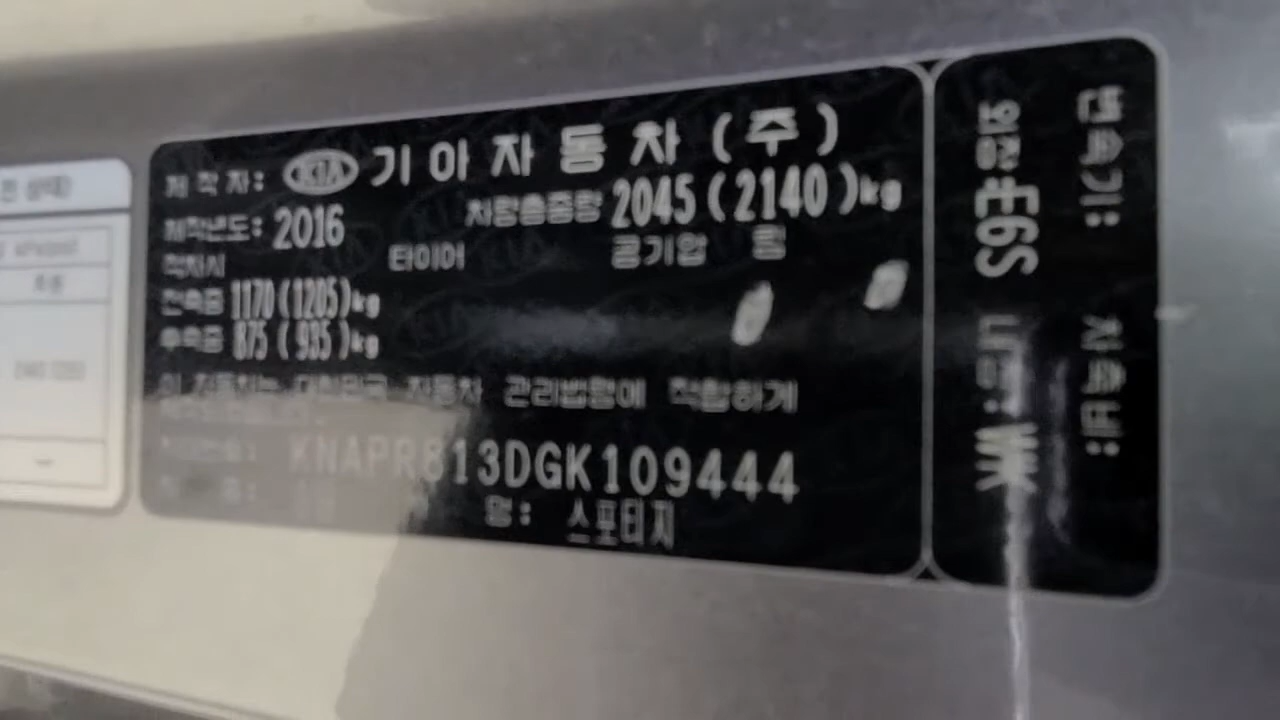 제 작 자: KIA 기 아 자 동 차 ( 주 )
제작년도: 2016 차량총중량 2045 ( 2140 )kg
착차시 타이어 공기압 림
전축중 1170 (1205)kg
후축중 875 ( 935 )kg
이 자동차는 대한민국 자동차 관리법령에 적합하게
KNAPR813DGK109444
명: 스포티지
변속기: 차축비:
외장 내장: WK